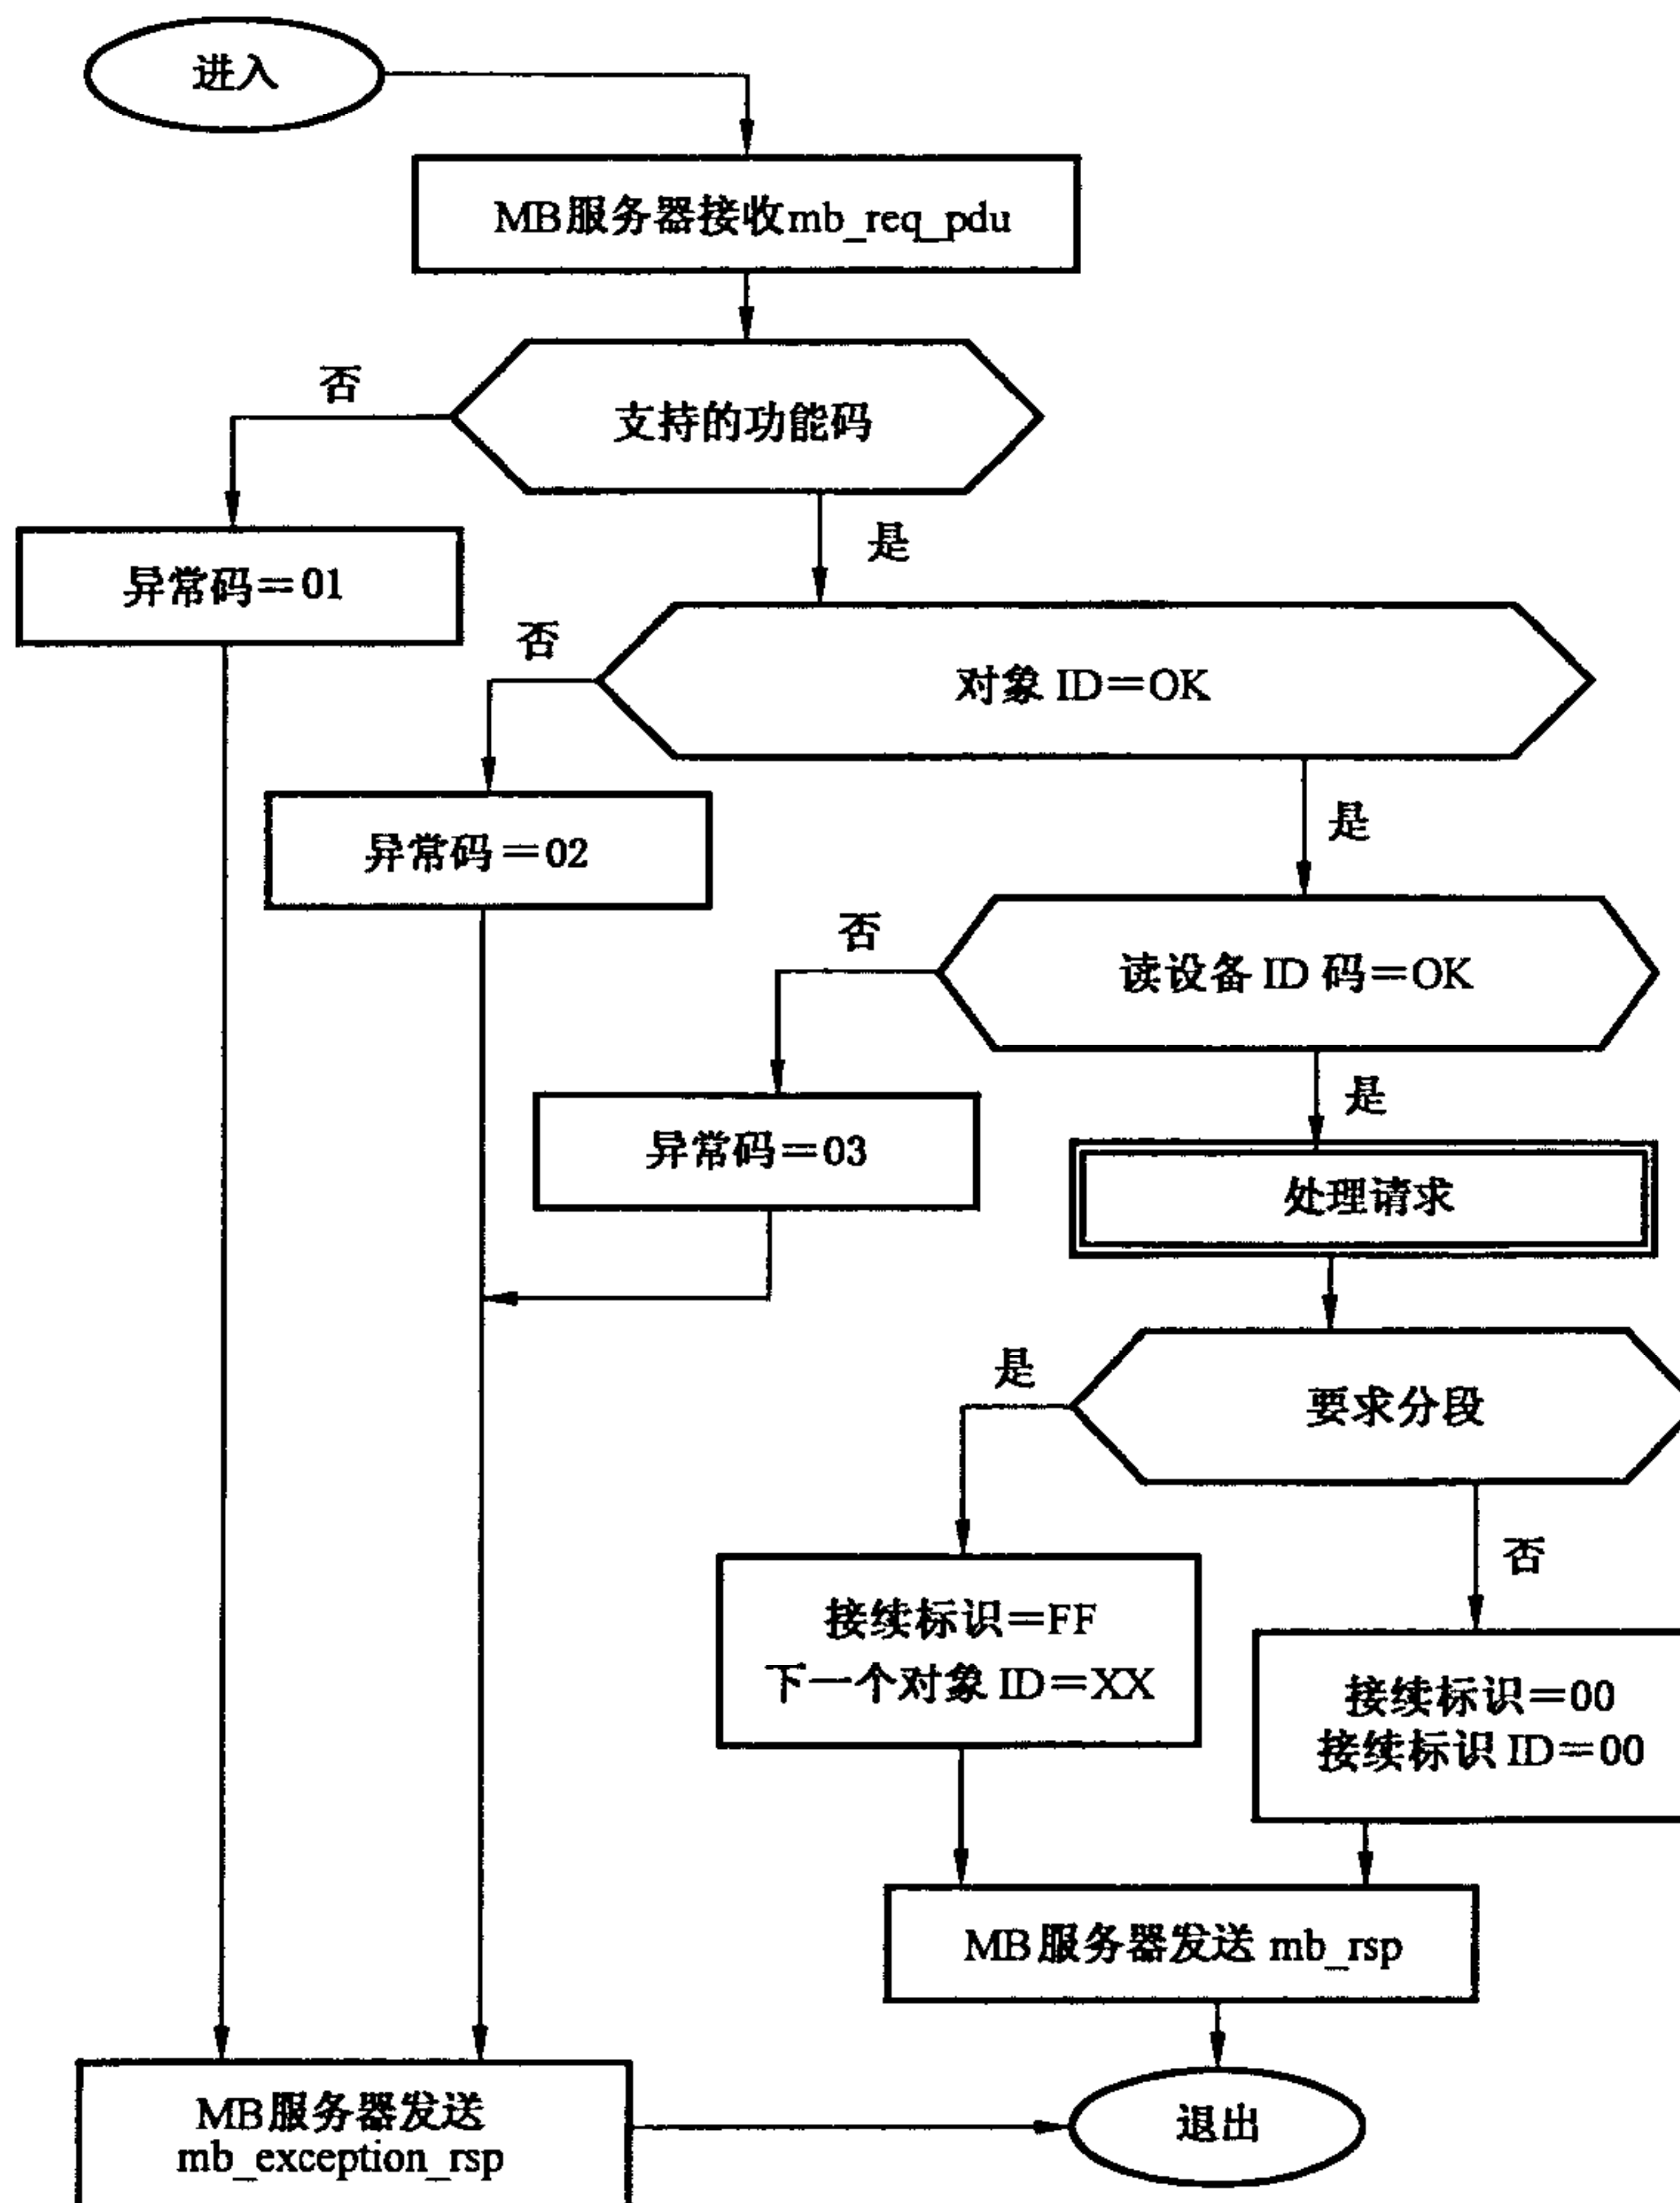 进入
MB服务器接收mb_req_pdu
否
支持的功能码
是
异常码=01
否
对象 ID=OK
是
异常码=02
否
读设备 ID 码=OK
是
异常码=03
处理请求
是
要求分段
否
接续标识=FF
下一个对象 ID=XX
接续标识=00
接续标识 ID=00
MB服务器发送 mb_rsp
MB服务器发送
mb_exception_rsp
退出